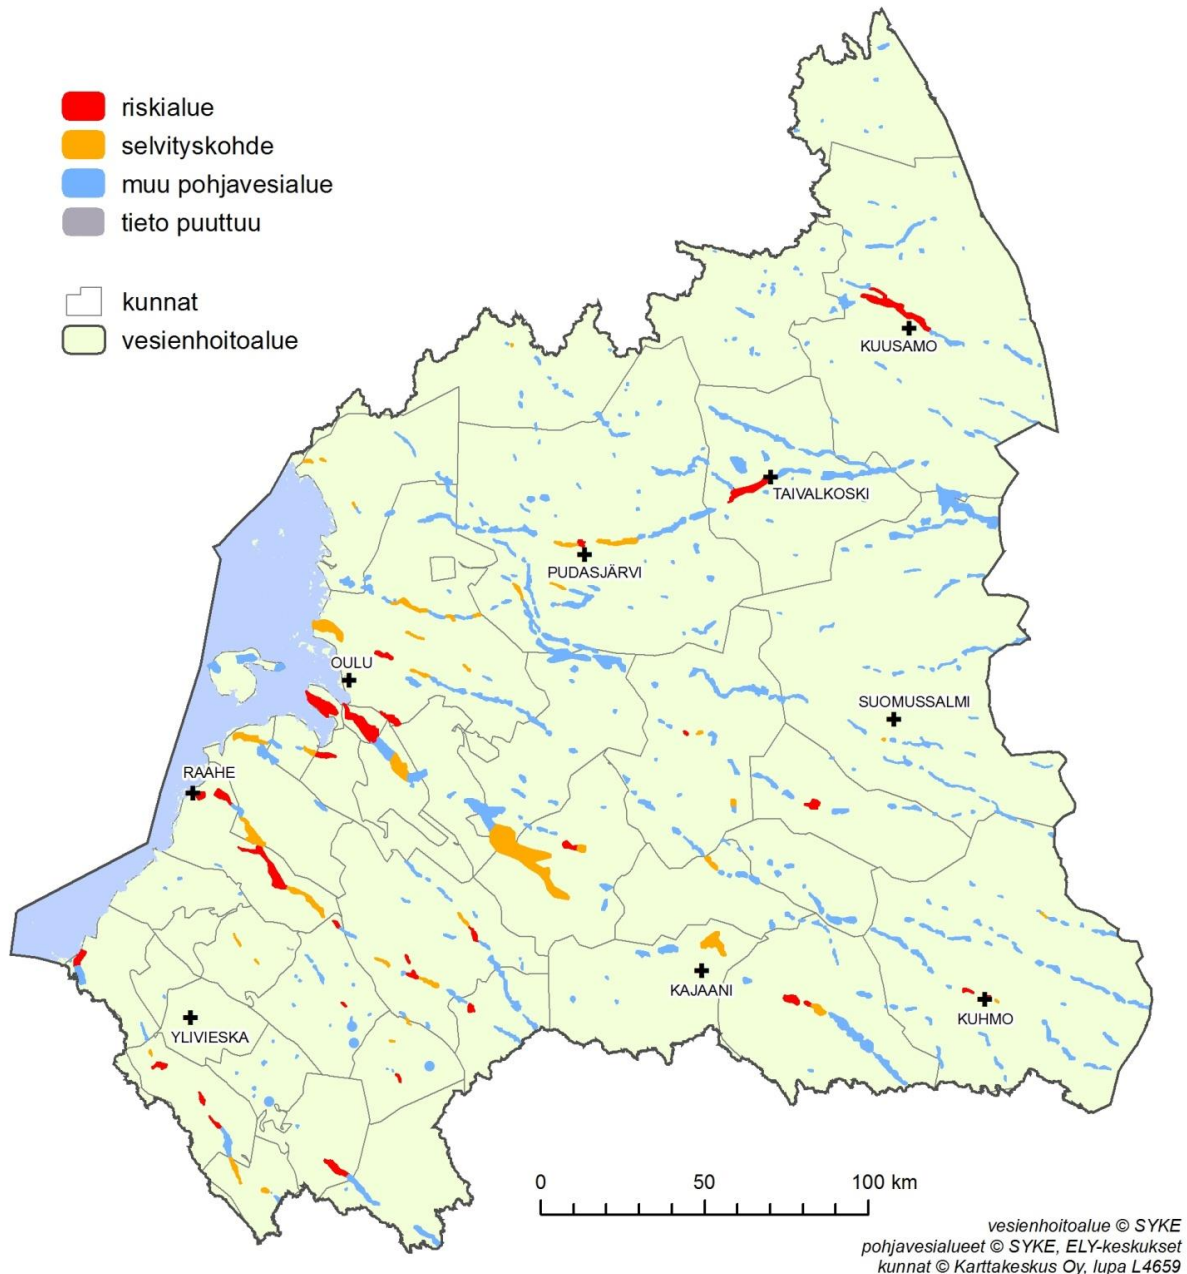 riskialue
selvityskohde
muu pohjavesialue
tieto puuttuu
kunnat
vesienhoitoalue
KUUSAMO
TAIVALKOSKI
PUDASJÄRVI
OULU
SUOMUSSALMI
RAAHE
KAJAANI
KUHMO
YLIVIESKA
0 50 100 km
vesienhoitoalue © SYKE
pohjavesialueet © SYKE, ELY-keskukset
kunnat © Karttakeskus Oy, lupa L4659